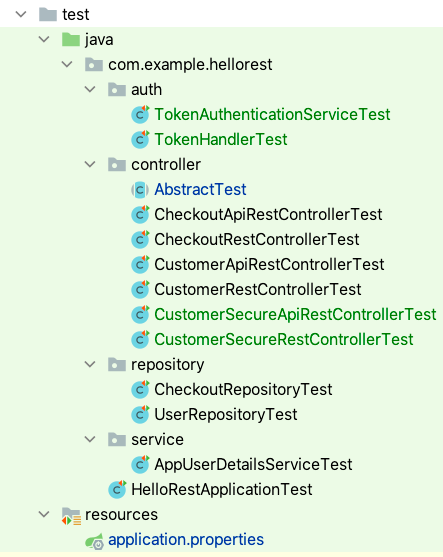 test
java
com.example.hellorest
auth
TokenAuthenticationServiceTest
TokenHandlerTest
controller
AbstractTest
CheckoutApiRestControllerTest
CheckoutRestControllerTest
CustomerApiRestControllerTest
CustomerRestControllerTest
CustomerSecureApiRestControllerTest
CustomerSecureRestControllerTest
repository
CheckoutRepositoryTest
UserRepositoryTest
service
AppUserDetailsServiceTest
HelloRestApplicationTest
resources
application.properties